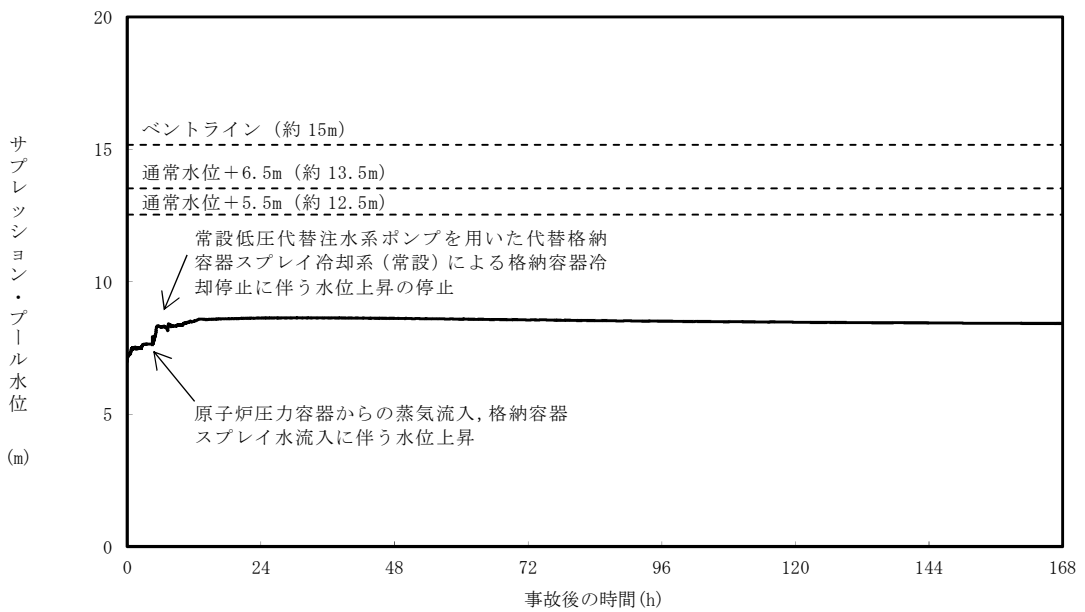 サプレッション・プール水位 (m)
20
15
10
5
0
ベントライン (約 15m)
通常水位+6.5m (約 13.5m)
通常水位+5.5m (約 12.5m)
常設低圧代替注水系ポンプを用いた代替格納
容器スプレイ冷却系(常設)による格納容器冷
却停止に伴う水位上昇の停止
原子炉圧力容器からの蒸気流入,格納容器
スプレイ水流入に伴う水位上昇
0 24 48 72 96 120 144 168
事故後の時間(h)